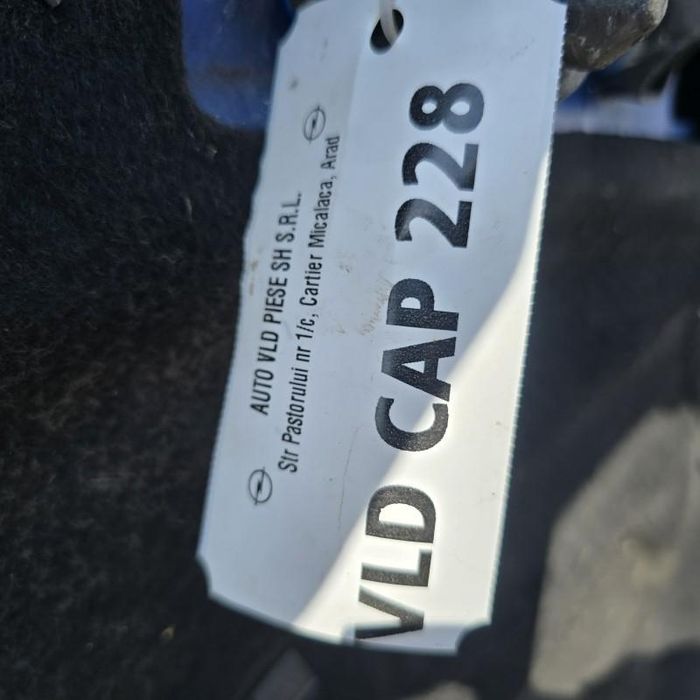 AUTO VLD PIESE SH S.R.L.
Str Pastorului nr 1/c, Cartier Micalaca, Arad
VLD CAP 228